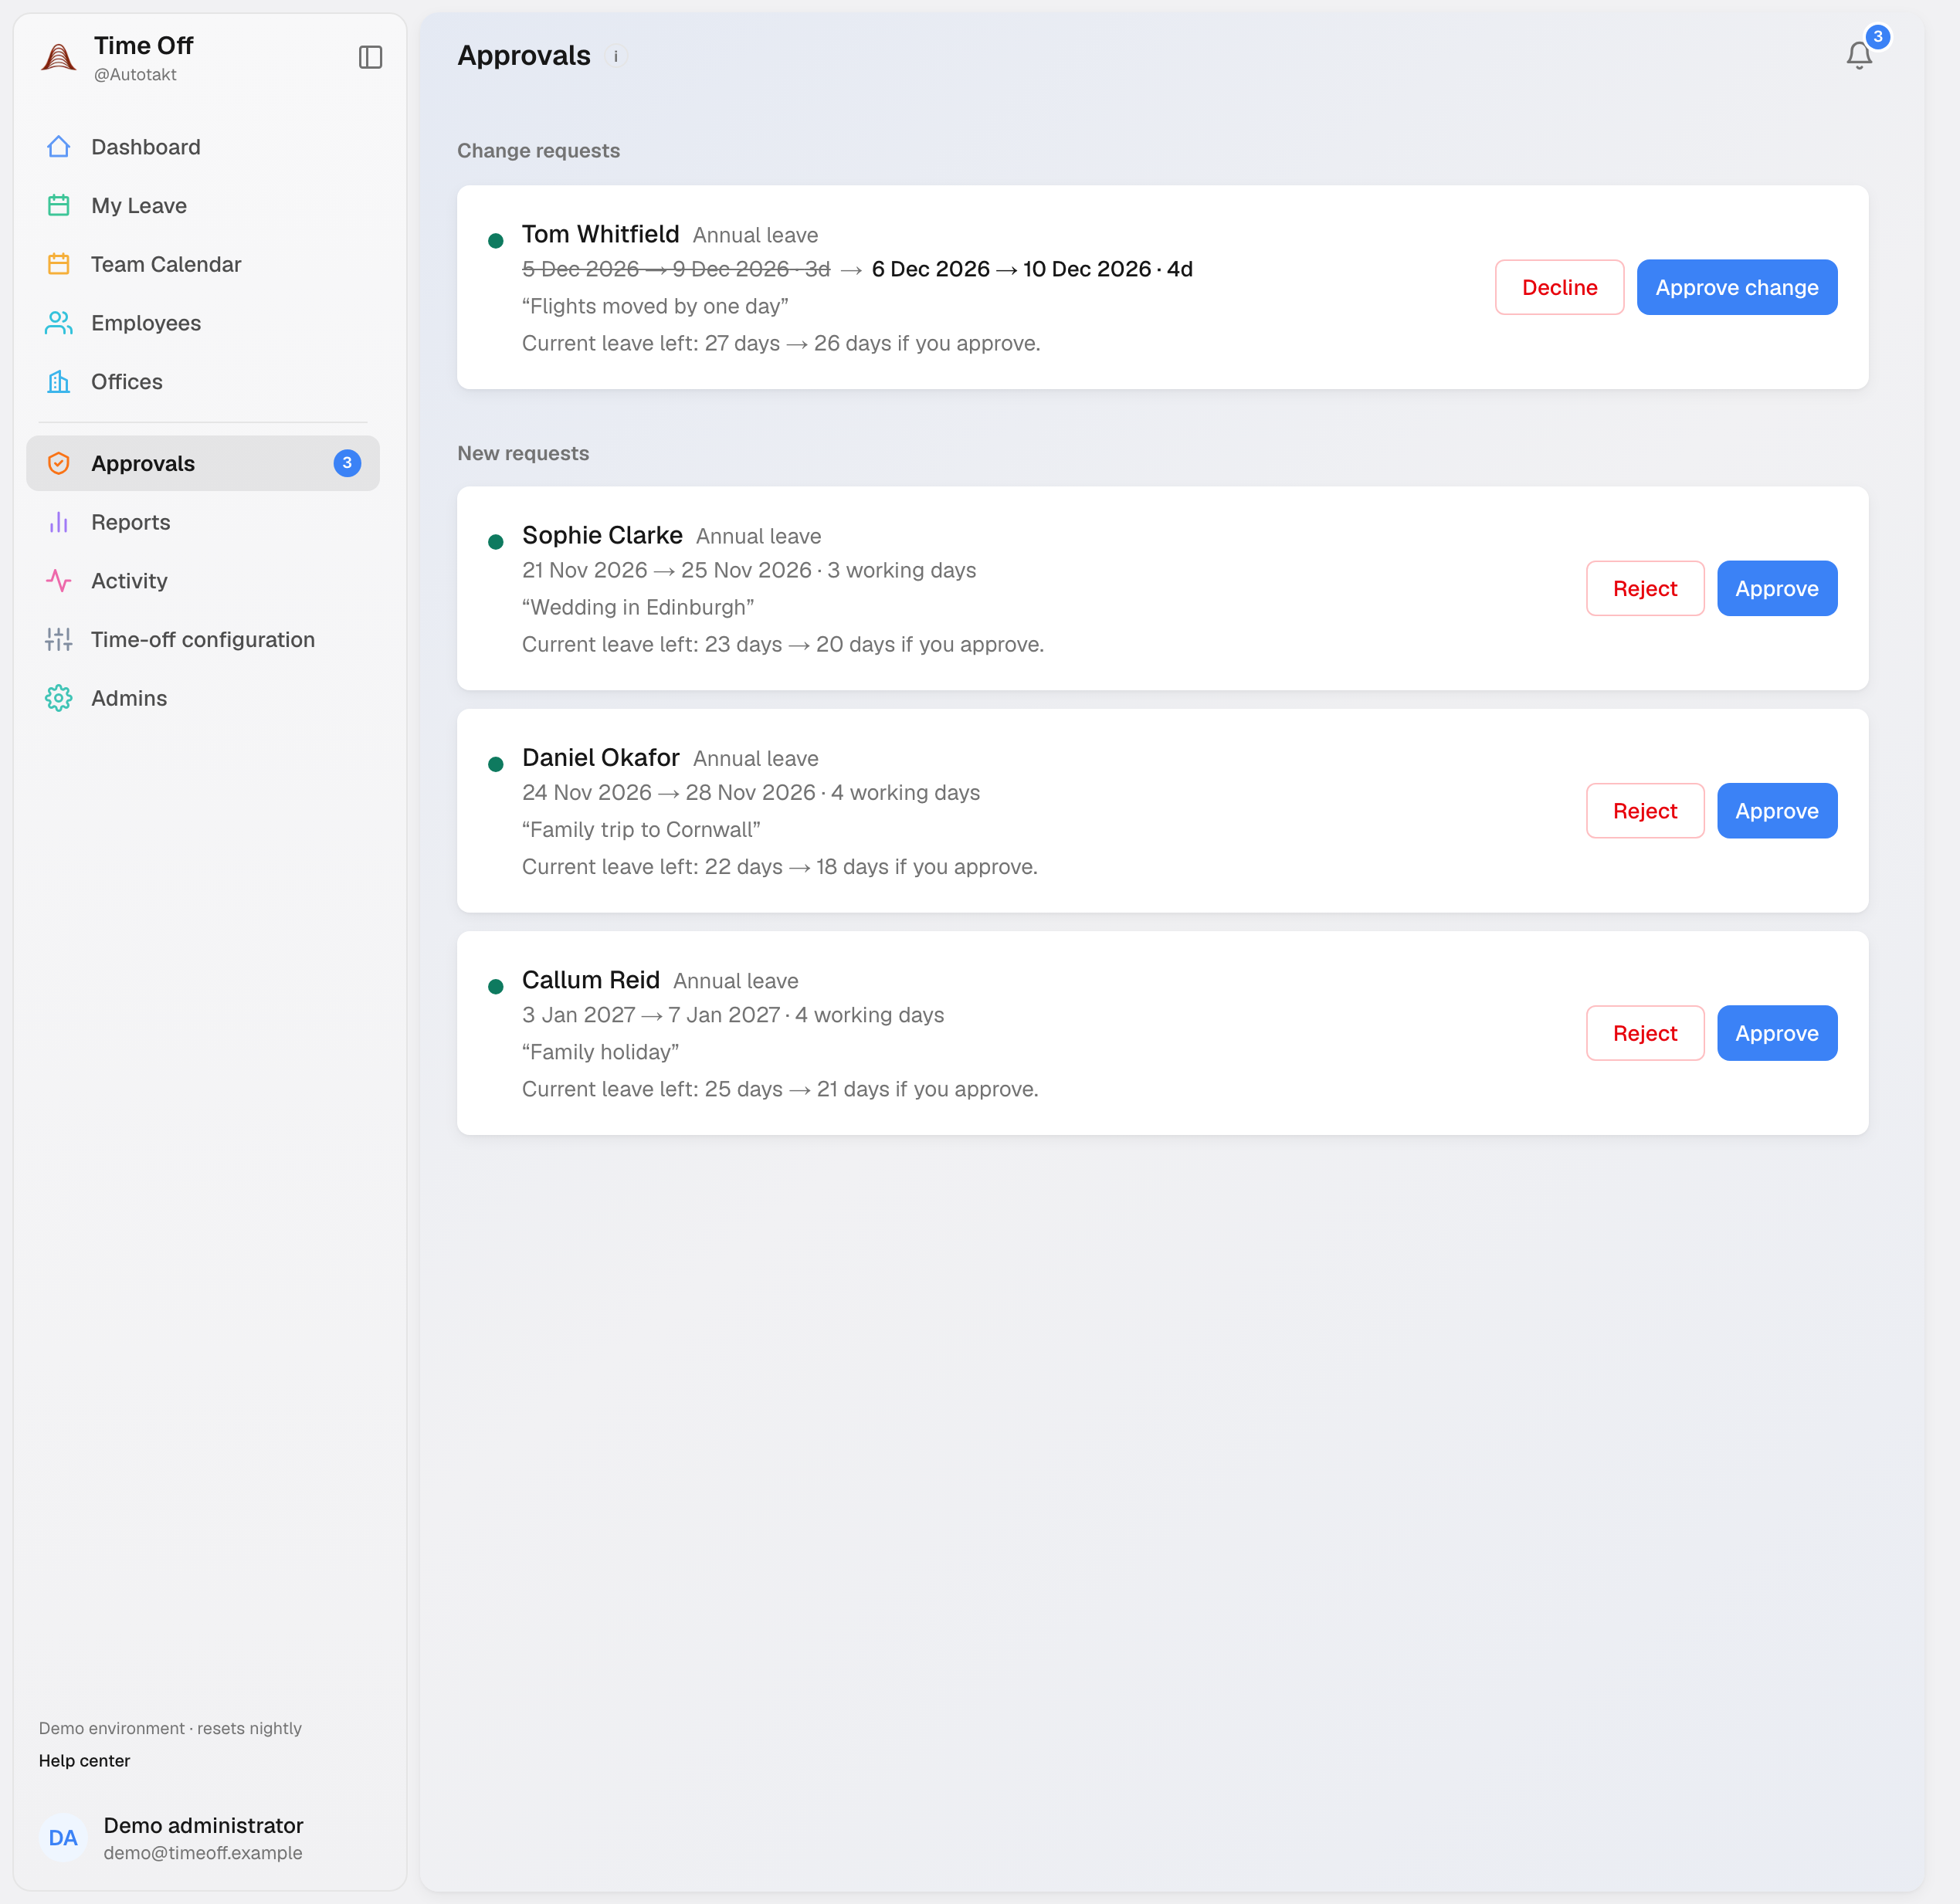 Time Off
@Autotakt
Dashboard
My Leave
Team Calendar
Employees
Offices
Approvals 3
Reports
Activity
Time-off configuration
Admins
Demo environment · resets nightly
Help center
DA
Demo administrator
demo@timeoff.example
Approvals i
3
Change requests
Tom Whitfield Annual leave
5 Dec 2026 → 9 Dec 2026 · 3d → 6 Dec 2026 → 10 Dec 2026 · 4d
“Flights moved by one day”
Current leave left: 27 days → 26 days if you approve.
Decline Approve change
New requests
Sophie Clarke Annual leave
21 Nov 2026 → 25 Nov 2026 · 3 working days
“Wedding in Edinburgh”
Current leave left: 23 days → 20 days if you approve.
Reject Approve
Daniel Okafor Annual leave
24 Nov 2026 → 28 Nov 2026 · 4 working days
“Family trip to Cornwall”
Current leave left: 22 days → 18 days if you approve.
Reject Approve
Callum Reid Annual leave
3 Jan 2027 → 7 Jan 2027 · 4 working days
“Family holiday”
Current leave left: 25 days → 21 days if you approve.
Reject Approve